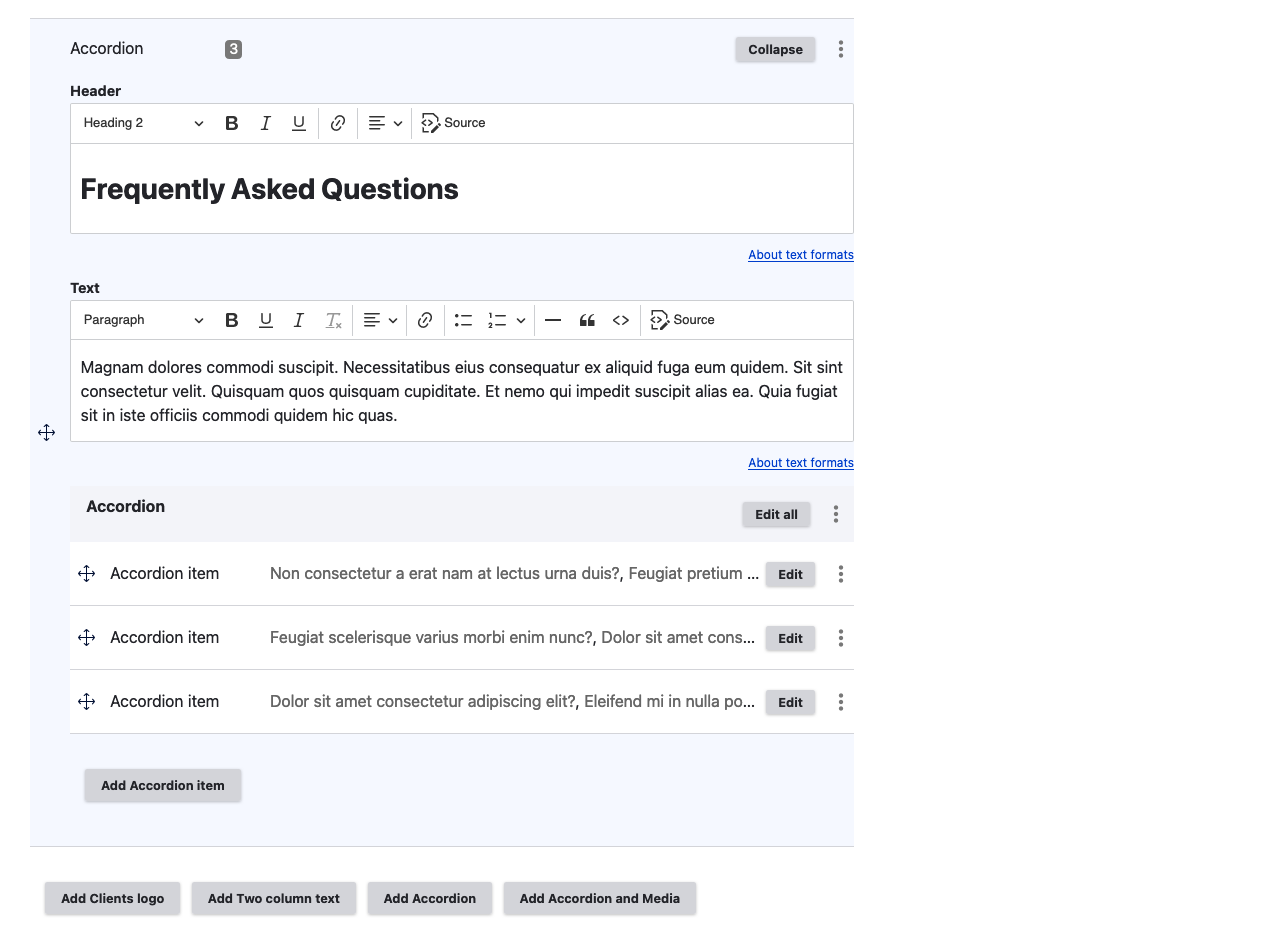 Accordion 3 Collapse
Header
Heading 2 B I U Source
Frequently Asked Questions
About text formats
Text
Paragraph B U I Tx Source
Magnam dolores commodi suscipit. Necessitatibus eius consequatur ex aliquid fuga eum quidem. Sit sint
consectetur velit. Quisquam quos quisquam cupiditate. Et nemo qui impedit suscipit alias ea. Quia fugiat
sit in iste officiis commodi quidem hic quas.
About text formats
Accordion Edit all
Accordion item Non consectetur a erat nam at lectus urna duis?, Feugiat pretium ... Edit
Accordion item Feugiat scelerisque varius morbi enim nunc?, Dolor sit amet cons... Edit
Accordion item Dolor sit amet consectetur adipiscing elit?, Eleifend mi in nulla po... Edit
Add Accordion item
Add Clients logo Add Two column text Add Accordion Add Accordion and Media